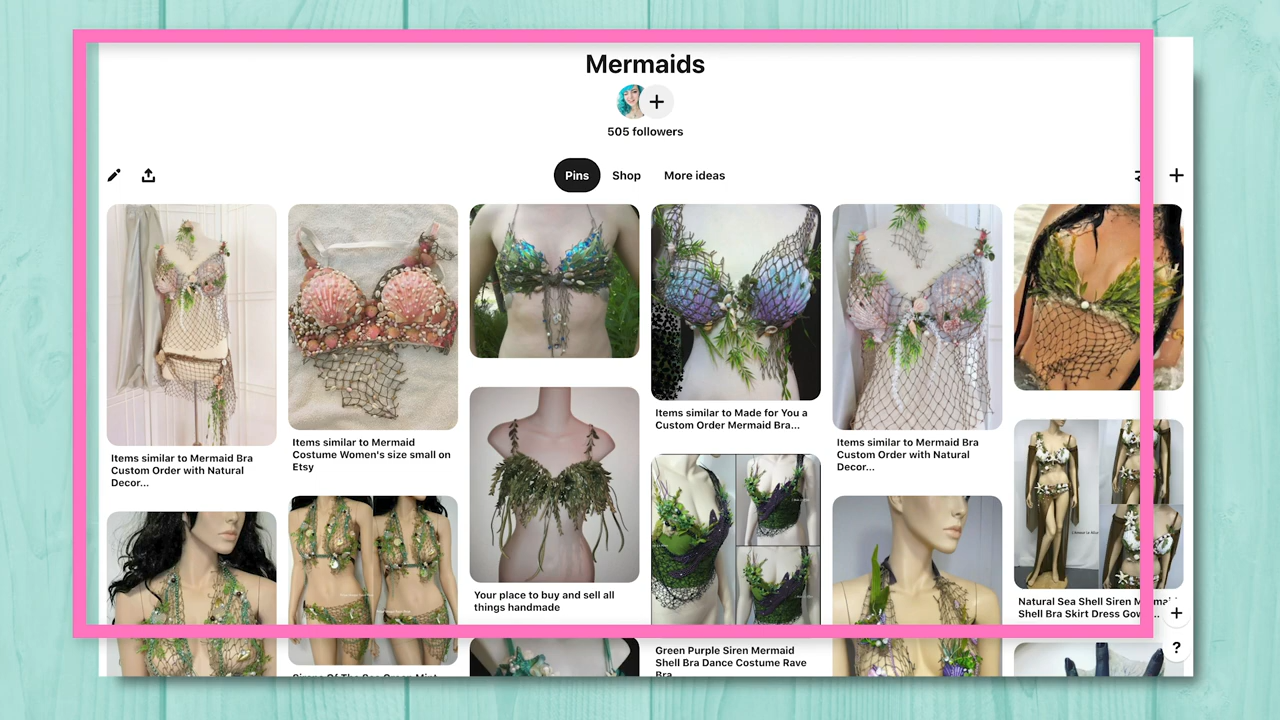 Mermaids
505 followers
Pins
Shop
More ideas
Items similar to Mermaid Bra
Custom Order with Natural
Decor...
Items similar to Mermaid
Costume Women's size small on
Etsy
Your place to buy and sell all
things handmade
Items similar to Made for You a
Custom Order Mermaid Bra...
Green Purple Siren Mermaid
Shell Bra Dance Costume Rave
Bra
Items similar to Mermaid Bra
Custom Order with Natural
Decor...
Natural Sea Shell Siren
Shell Bra Skirt Dress
?